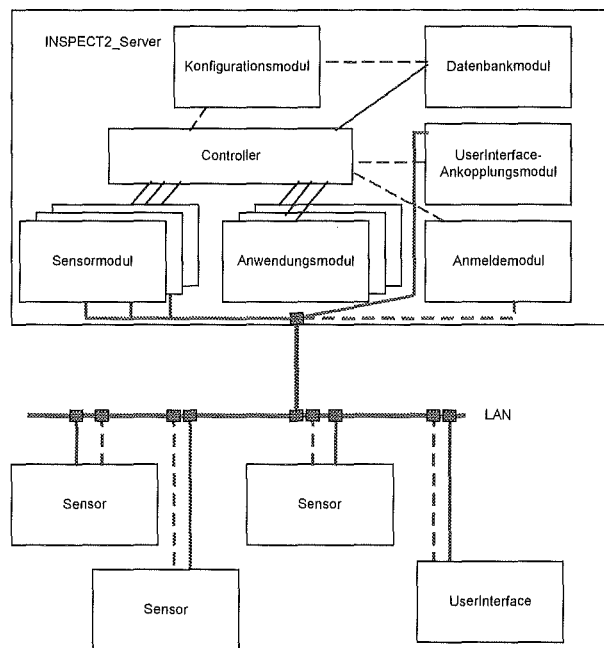 INSPECT2_Server
Konfigurationsmodul
Datenbankmodul
Controller
UserInterface-
Ankopplungsmodul
Sensormodul
Anwendungsmodul
Anmeldemodul
LAN
Sensor
Sensor
Sensor
UserInterface